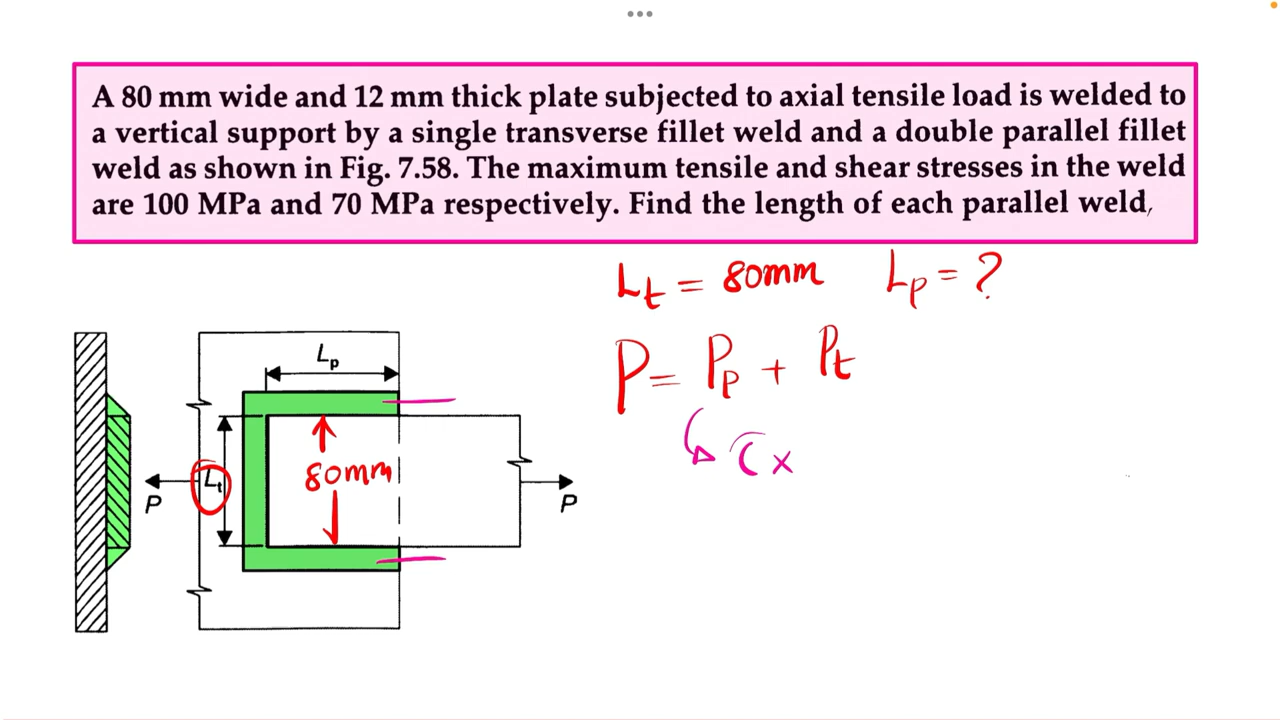 A 80 mm wide and 12 mm thick plate subjected to axial tensile load is welded to
a vertical support by a single transverse fillet weld and a double parallel fillet
weld as shown in Fig. 7.58. The maximum tensile and shear stresses in the weld
are 100 MPa and 70 MPa respectively. Find the length of each parallel weld,
Lt = 80mm Lp = ?
P = Pp + Pt
τ ×
Lp
80mm
Lt
P
P